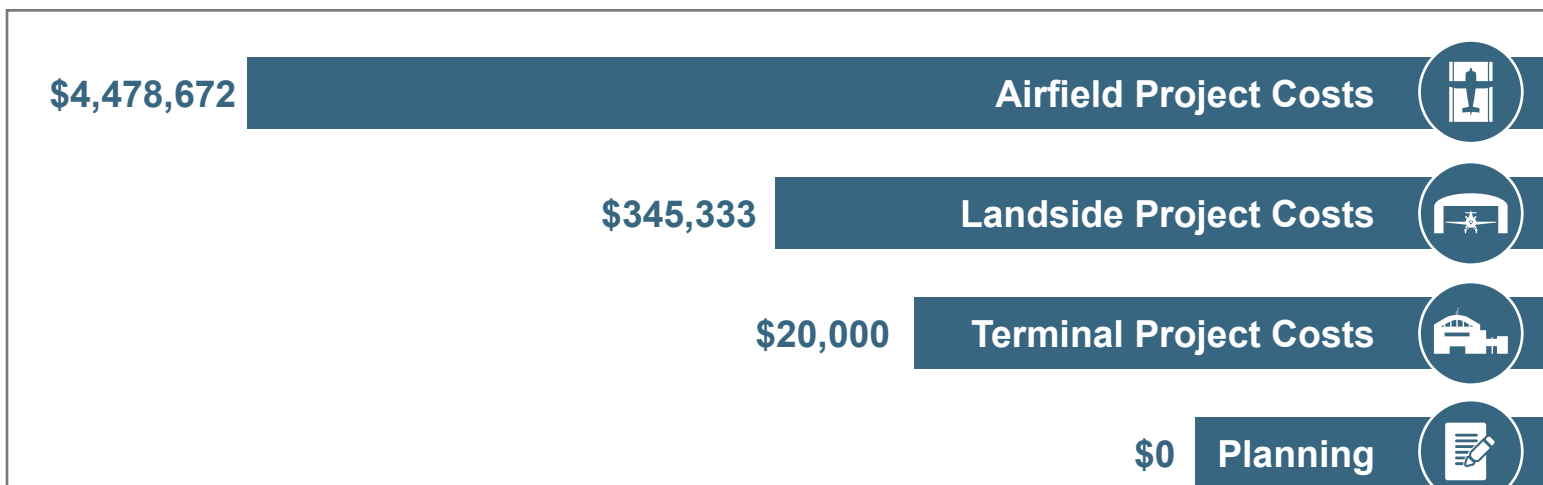 $4,478,672 Airfield Project Costs
$345,333 Landside Project Costs
$20,000 Terminal Project Costs
$0 Planning